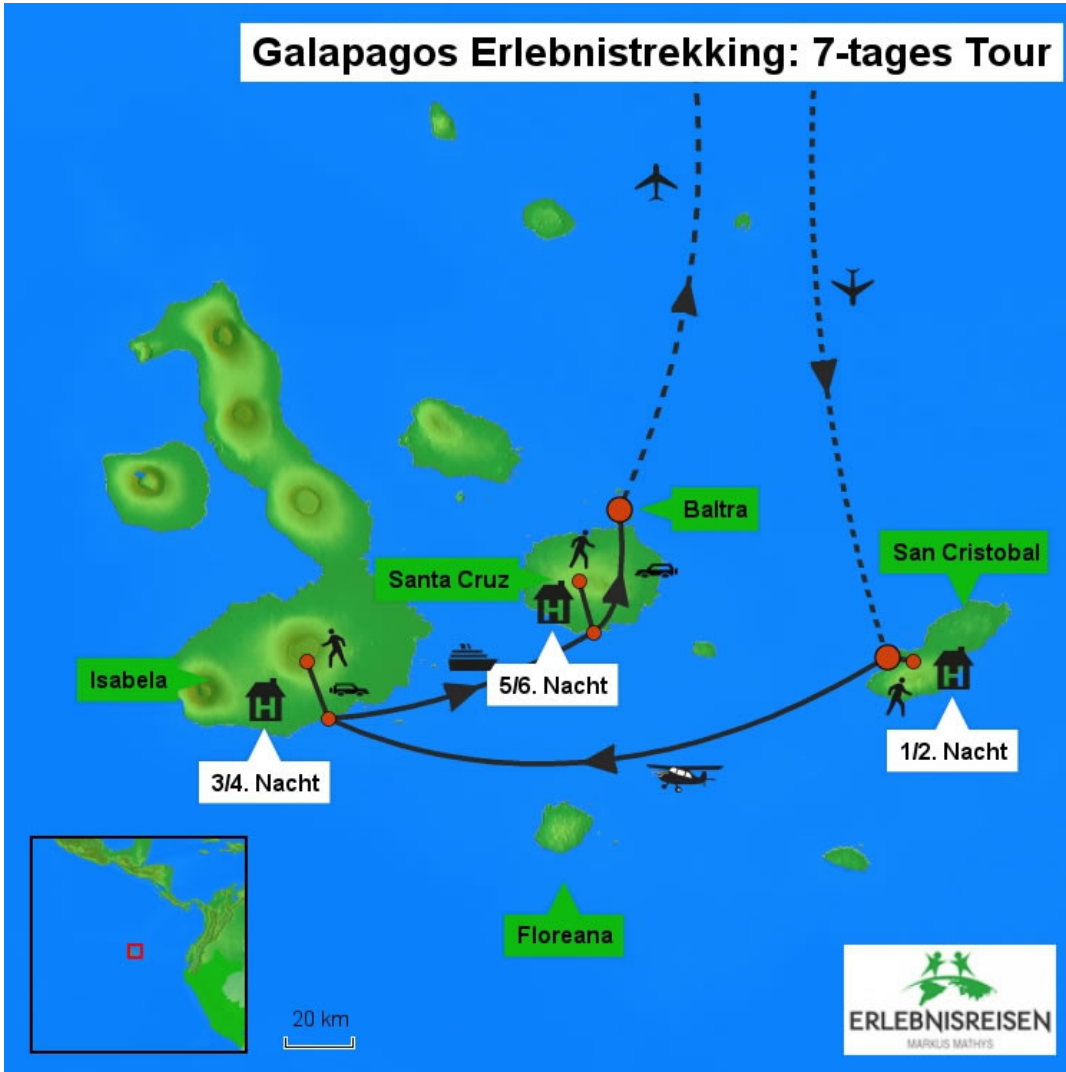 Galapagos Erlebnistrekking: 7-tages Tour
Baltra
San Cristobal
Santa Cruz
H
5/6. Nacht
Isabela
H
H
1/2. Nacht
3/4. Nacht
Floreana
20 km
ERLEBNISREISEN
MARKUS MATHYS